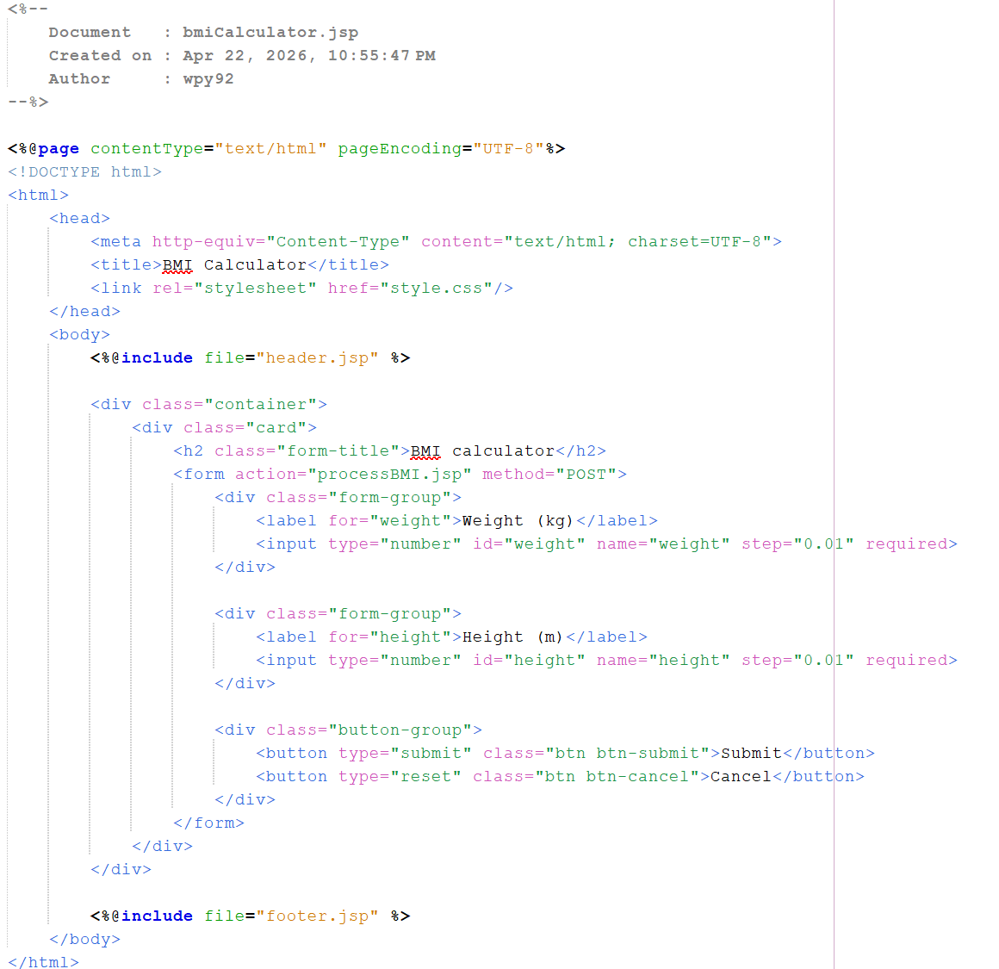 <%--
    Document   : bmiCalculator.jsp
    Created on : Apr 22, 2026, 10:55:47 PM
    Author     : wpy92
--%>

<%@page contentType="text/html" pageEncoding="UTF-8"%>
<!DOCTYPE html>
<html>
    <head>
        <meta http-equiv="Content-Type" content="text/html; charset=UTF-8">
        <title>BMI Calculator</title>
        <link rel="stylesheet" href="style.css"/>
    </head>
    <body>
        <%@include file="header.jsp" %>

        <div class="container">
            <div class="card">
                <h2 class="form-title">BMI calculator</h2>
                <form action="processBMI.jsp" method="POST">
                    <div class="form-group">
                        <label for="weight">Weight (kg)</label>
                        <input type="number" id="weight" name="weight" step="0.01" required>
                    </div>

                    <div class="form-group">
                        <label for="height">Height (m)</label>
                        <input type="number" id="height" name="height" step="0.01" required>
                    </div>

                    <div class="button-group">
                        <button type="submit" class="btn btn-submit">Submit</button>
                        <button type="reset" class="btn btn-cancel">Cancel</button>
                    </div>
                </form>
            </div>
        </div>

        <%@include file="footer.jsp" %>
    </body>
</html>